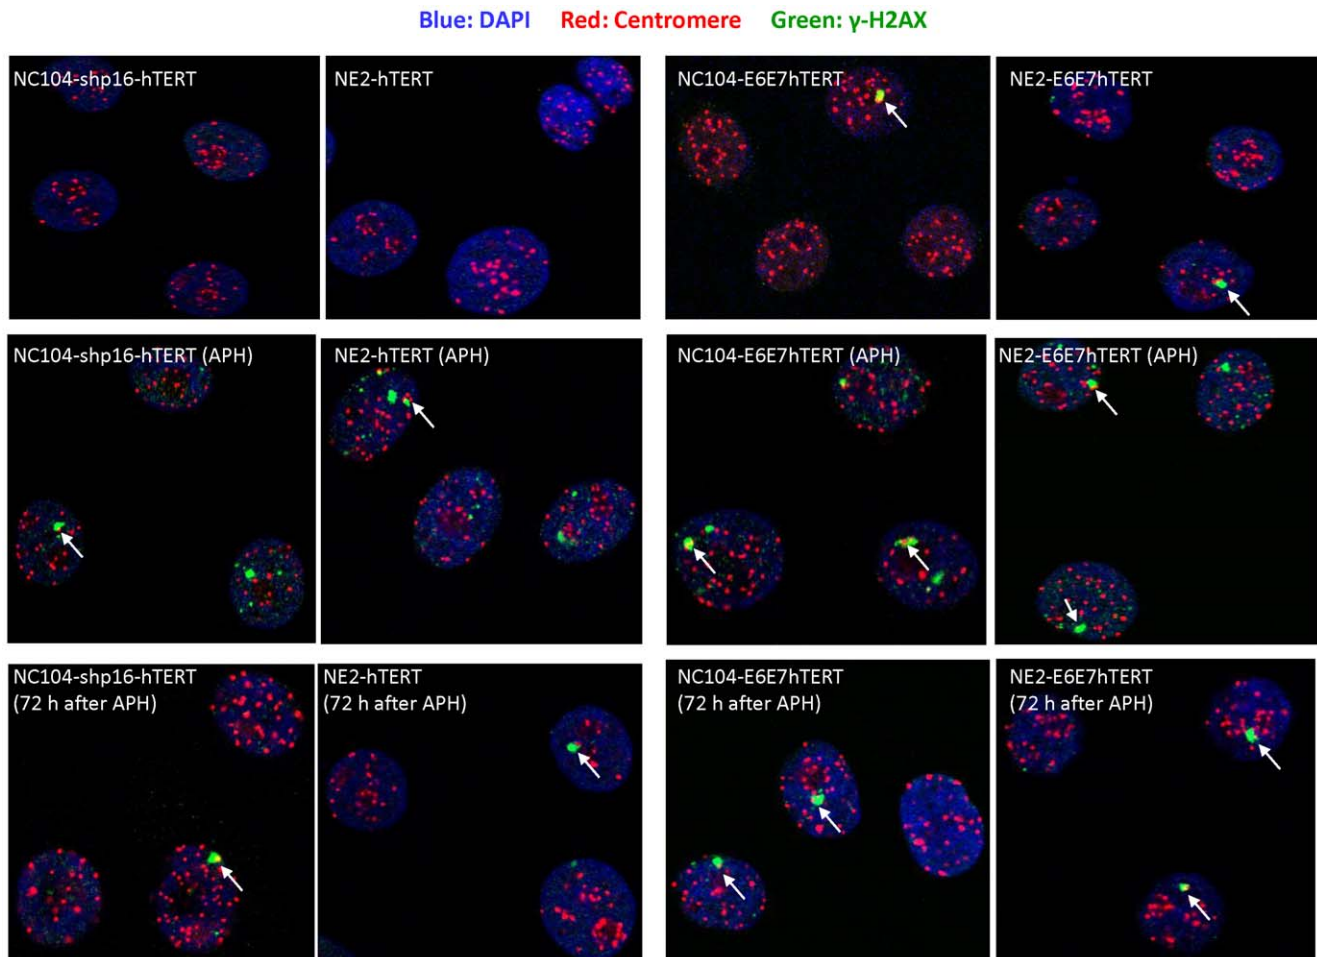 Blue: DAPI Red: Centromere Green: γ-H2AX
NC104-shp16-hTERT
NE2-hTERT
NC104-E6E7hTERT
NE2-E6E7hTERT
NC104-shp16-hTERT (APH)
NE2-hTERT (APH)
NC104-E6E7hTERT (APH)
NE2-E6E7hTERT (APH)
NC104-shp16-hTERT
(72 h after APH)
NE2-hTERT
(72 h after APH)
NC104-E6E7hTERT
(72 h after APH)
NE2-E6E7hTERT
(72 h after APH)